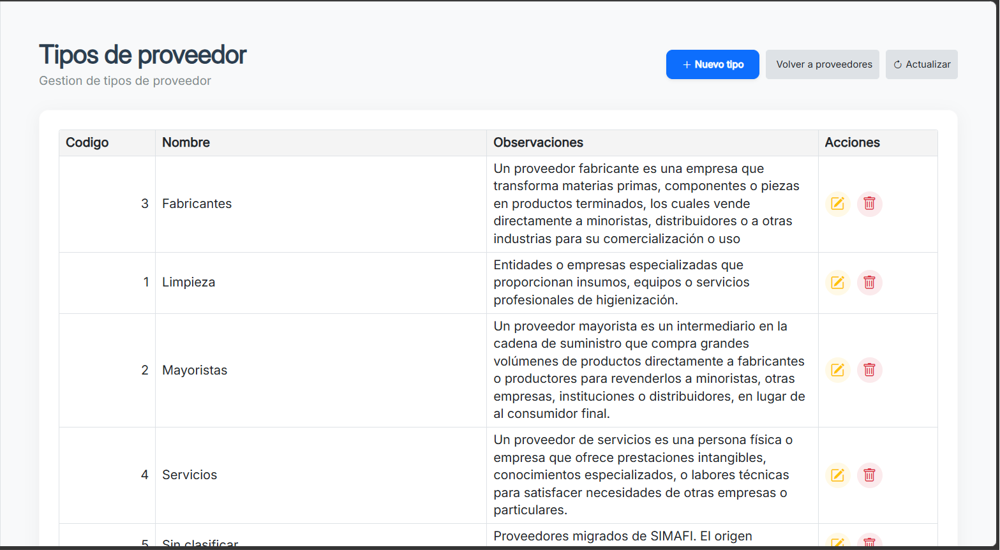 Tipos de proveedor
Gestion de tipos de proveedor
+ Nuevo tipo
Volver a proveedores
Actualizar
Codigo
Nombre
Observaciones
Acciones
3
Fabricantes
Un proveedor fabricante es una empresa que
transforma materias primas, componentes o piezas
en productos terminados, los cuales vende
directamente a minoristas, distribuidores o a otras
industrias para su comercialización o uso
1
Limpieza
Entidades o empresas especializadas que
proporcionan insumos, equipos o servicios
profesionales de higienización.
2
Mayoristas
Un proveedor mayorista es un intermediario en la
cadena de suministro que compra grandes
volúmenes de productos directamente a fabricantes
o productores para revenderlos a minoristas, otras
empresas, instituciones o distribuidores, en lugar de
al consumidor final.
4
Servicios
Un proveedor de servicios es una persona física o
empresa que ofrece prestaciones intangibles,
conocimientos especializados, o labores técnicas
para satisfacer necesidades de otras empresas o
particulares.
5
Sin clasificar
Proveedores migrados de SIMAFI. El origen